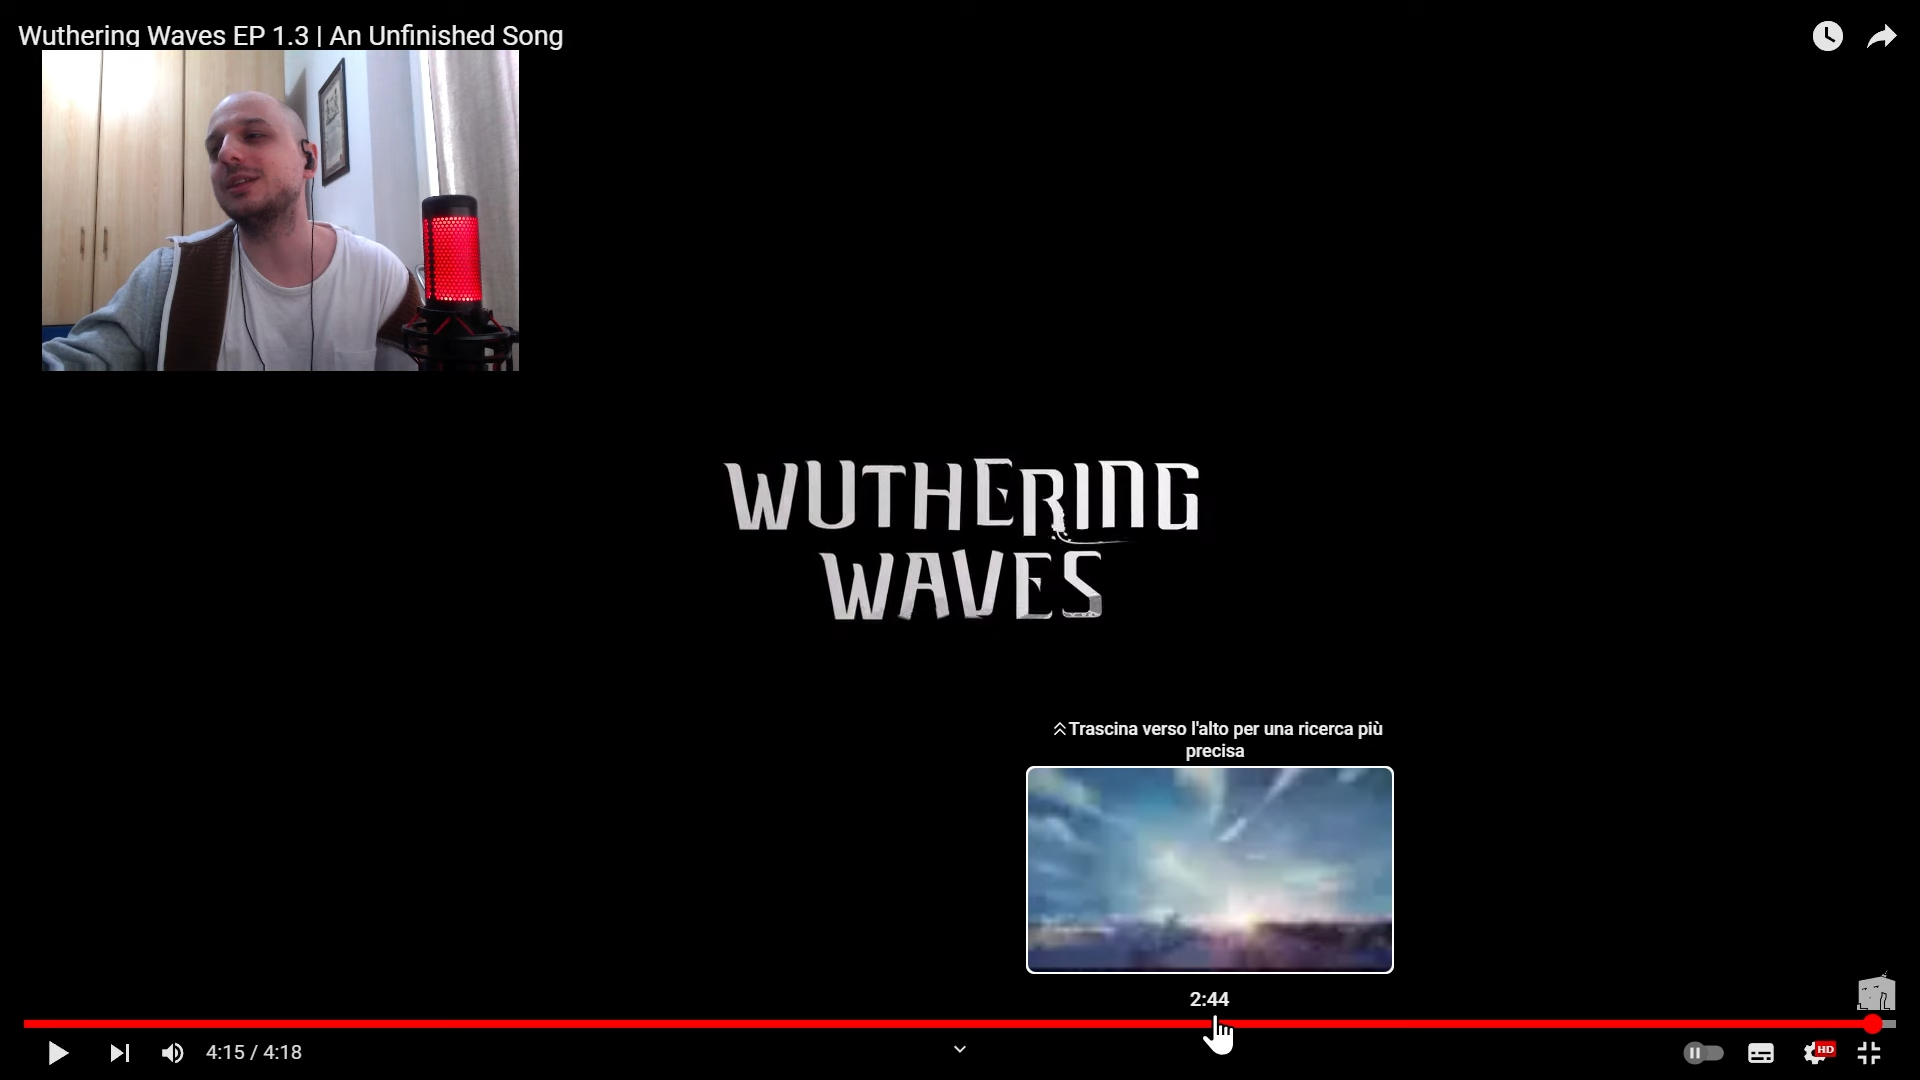 Wuthering Waves EP 1.3 | An Unfinished Song
WUTHERING
WAVES
Trascina verso l'alto per una ricerca più
precisa
2:44
4:15 / 4:18
HD